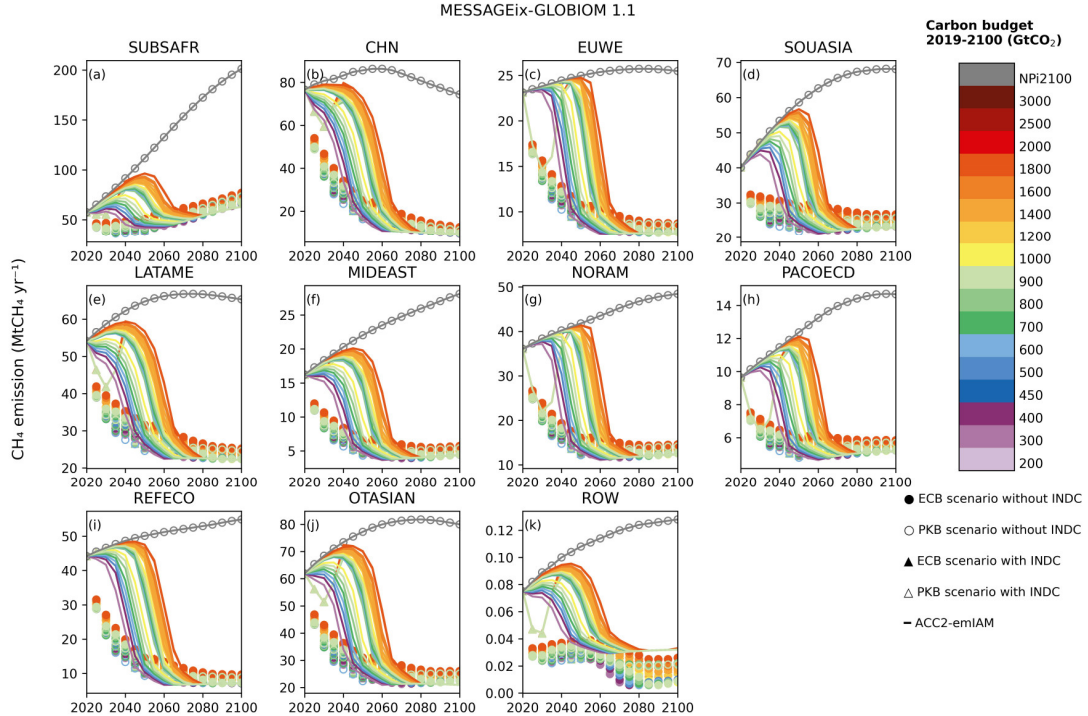 MESSAGEix-GLOBIOM 1.1
Carbon budget
2019-2100 (GtCO₂)
SUBSAFR
CHN
EUWE
SOUASIA
(a)
(b)
(c)
(d)
200
150
100
50
80
60
40
20
25
20
15
10
70
60
50
40
30
20
2020 2040 2060 2080 2100
2020 2040 2060 2080 2100
2020 2040 2060 2080 2100
2020 2040 2060 2080 2100
CH₄ emission (MtCH₄ yr⁻¹)
LATAME
MIDEAST
NORAM
PACOECD
(e)
(f)
(g)
(h)
60
50
40
30
20
25
20
15
10
5
50
40
30
20
10
14
12
10
8
6
2020 2040 2060 2080 2100
2020 2040 2060 2080 2100
2020 2040 2060 2080 2100
2020 2040 2060 2080 2100
REFECO
OTASIAN
ROW
(i)
(j)
(k)
50
40
30
20
10
80
70
60
50
40
30
20
0.12
0.10
0.08
0.06
0.04
0.02
0.00
2020 2040 2060 2080 2100
2020 2040 2060 2080 2100
2020 2040 2060 2080 2100
NPi2100
3000
2500
2000
1800
1600
1400
1200
1000
900
800
700
600
500
450
400
300
200
ECB scenario without INDC
PKB scenario without INDC
ECB scenario with INDC
PKB scenario with INDC
ACC2-emIAM